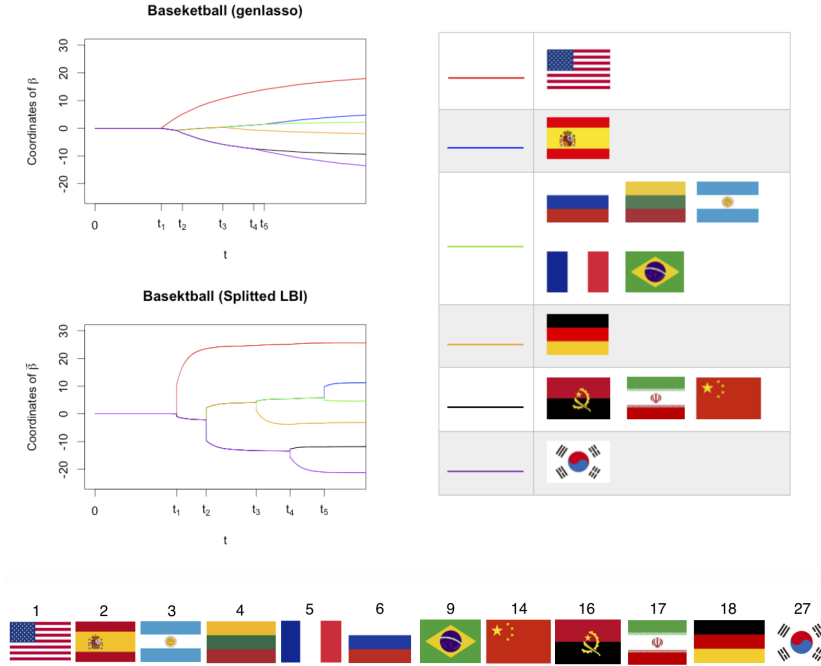 Baseketball (genlasso)
Coordinates of β
30
20
10
0
-10
-20
0 t1 t2 t3 t4 t5
t
Basektball (Splitted LBI)
Coordinates of β̃
30
20
10
0
-10
-20
0 t1 t2 t3 t4 t5
t
1 2 3 4 5 6 9 14 16 17 18 27